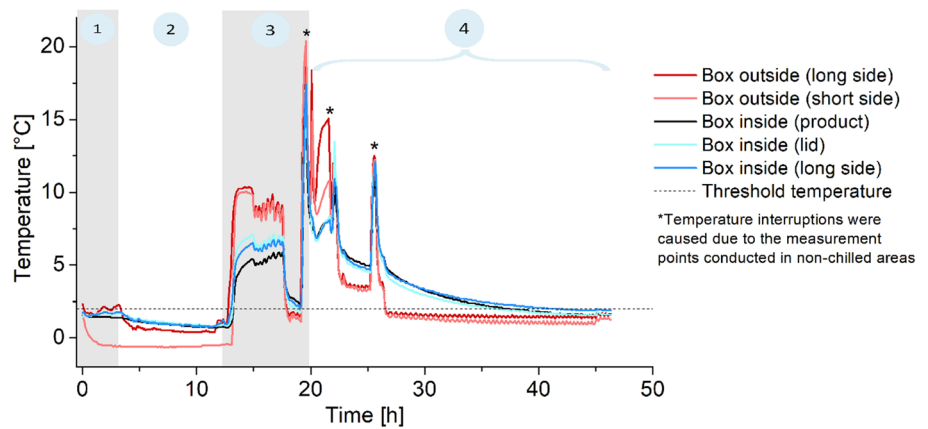 1
2
3
4
*
*
*
20
15
10
5
0
Temperature [°C]
0
10
20
30
40
50
Time [h]
Box outside (long side)
Box outside (short side)
Box inside (product)
Box inside (lid)
Box inside (long side)
Threshold temperature
*Temperature interruptions were
caused due to the measurement
points conducted in non-chilled areas